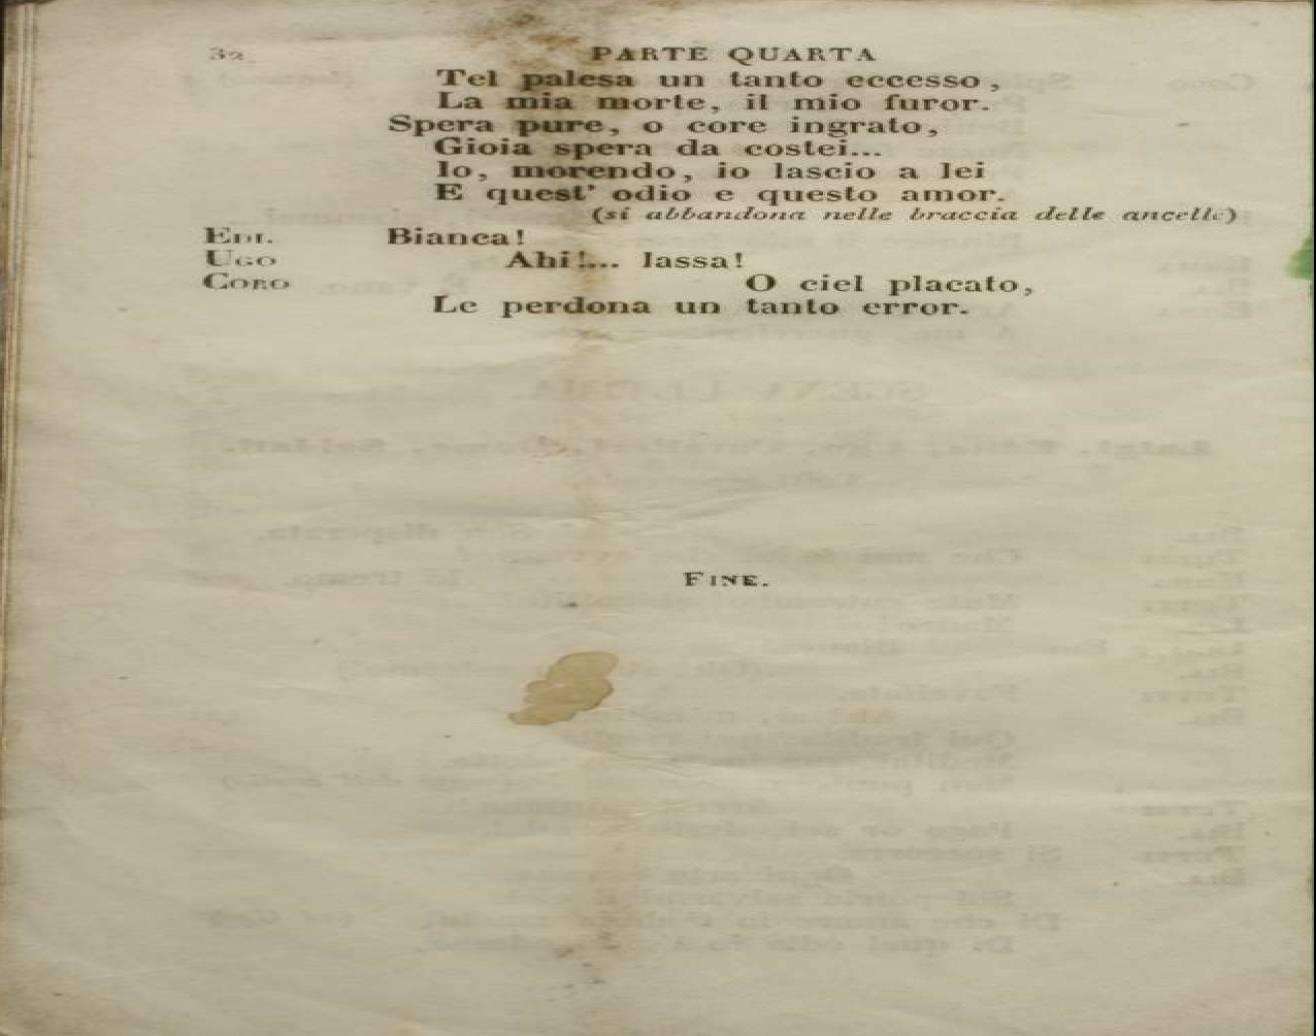 32 PARTE QUARTA
Tel palesa un tanto eccesso,
La mia morte, il mio furor.
Spera pure, o core ingrato,
Gioia spera da costei...
Io, morendo, io lascio a lei
E quest' odio e questo amor.
(si abbandona nelle braccia delle ancelle)
EDI. Bianca!
UGO Ahi!... lassa!
CORO O ciel placato,
Le perdona un tanto error.
FINE.